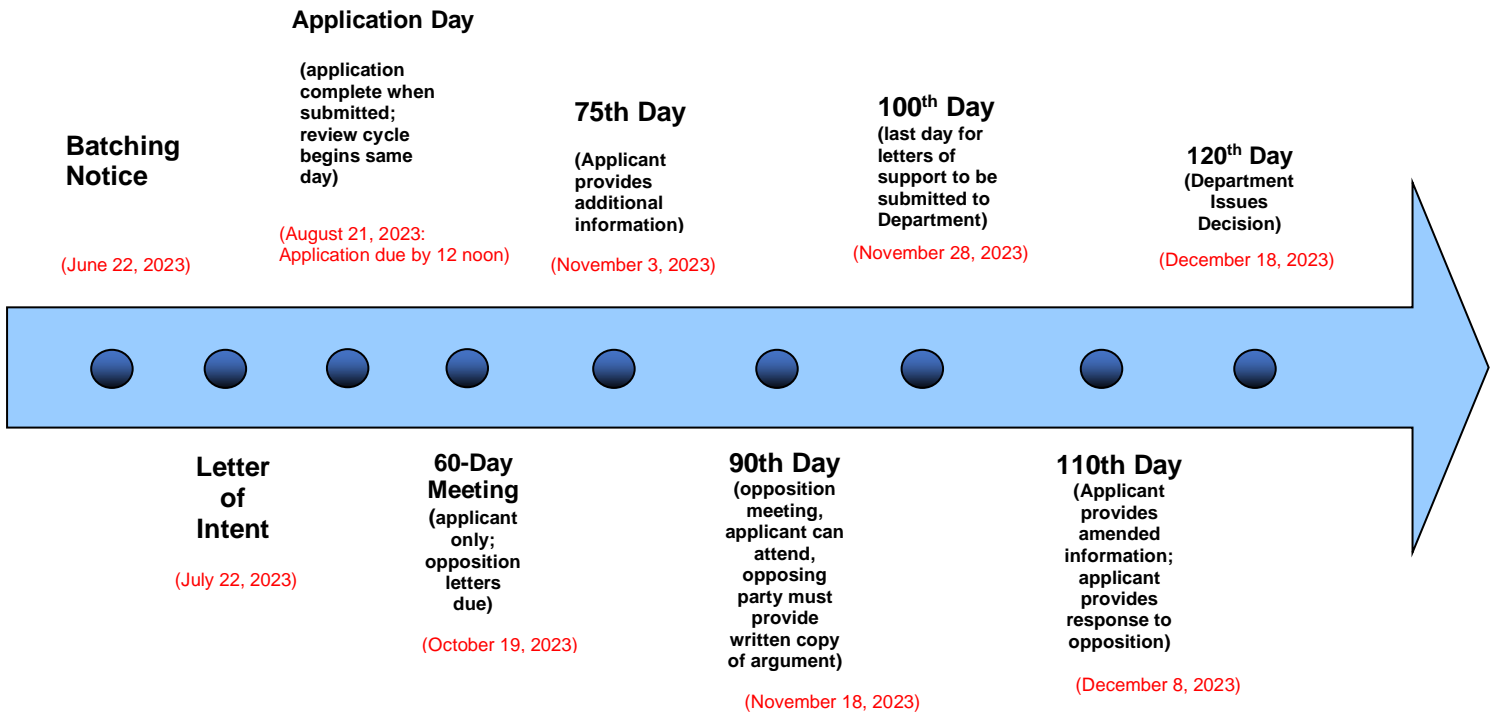 Application Day
(application
complete when
submitted;
review cycle
begins same
day)
(August 21, 2023:
Application due by 12 noon)
Batching
Notice
(June 22, 2023)
75th Day
(Applicant
provides
additional
information)
(November 3, 2023)
100th Day
(last day for
letters of
support to be
submitted to
Department)
(November 28, 2023)
120th Day
(Department
Issues
Decision)
(December 18, 2023)
Letter
of
Intent
(July 22, 2023)
60-Day
Meeting
(applicant
only;
opposition
letters
due)
(October 19, 2023)
90th Day
(opposition
meeting,
applicant can
attend,
opposing
party must
provide
written copy
of argument)
(November 18, 2023)
110th Day
(Applicant
provides
amended
information;
applicant
provides
response to
opposition)
(December 8, 2023)